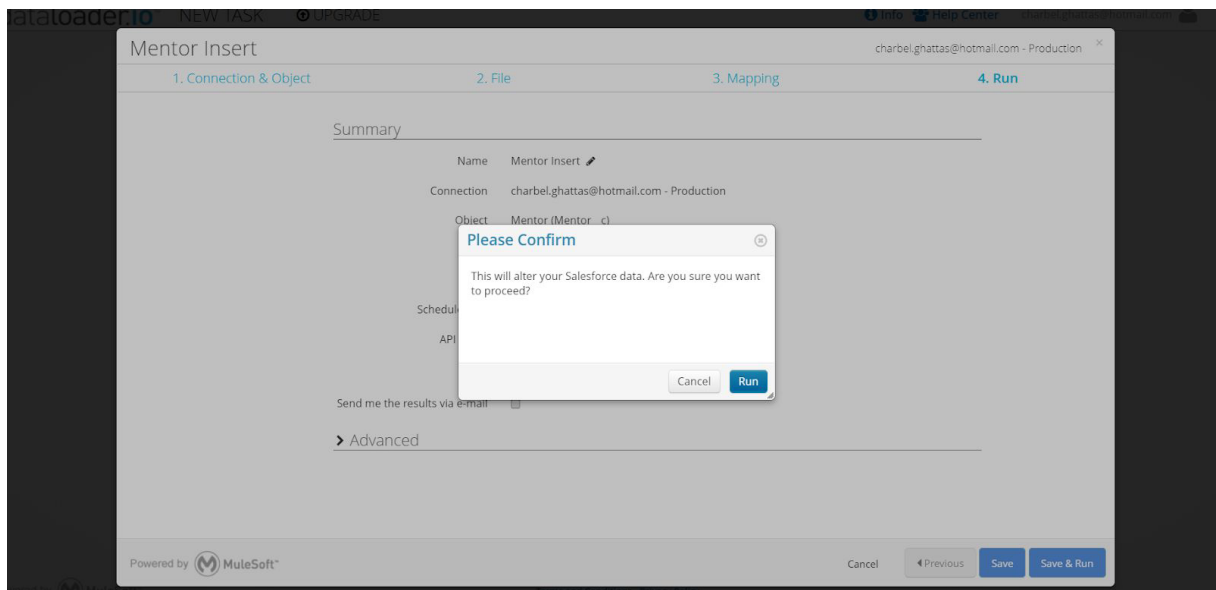 dataloader.io NEW TASK UPGRADE Info Help Center charbel.ghattas@hotmail.com
Mentor Insert charbel.ghattas@hotmail.com - Production ×
1. Connection & Object 2. File 3. Mapping 4. Run
Summary
Name Mentor Insert
Connection charbel.ghattas@hotmail.com - Production
Object Mentor (Mentor__c)
Please Confirm
This will alter your Salesforce data. Are you sure you want
to proceed?
Schedul
API
Cancel Run
Send me the results via e-mail
> Advanced
Powered by MuleSoft™
Cancel Previous Save Save & Run